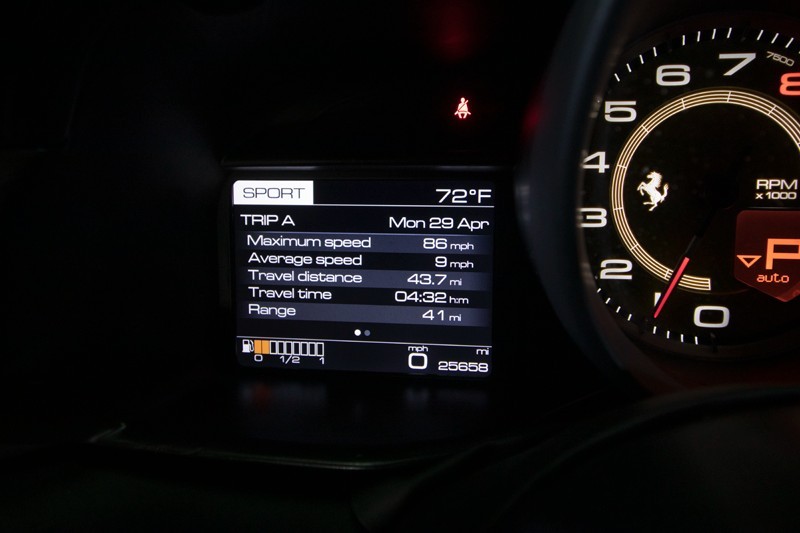 SPORT 72°F
TRIP A Mon 29 Apr
Maximum speed 86 mph
Average speed 9 mph
Travel distance 43.7 mi
Travel time 04:32 h:m
Range 41 mi
0 1/2 1
mph
0
mi
25658
7500
8
7
6
5
4
3
2
1
0
RPM
x 1000
P
auto